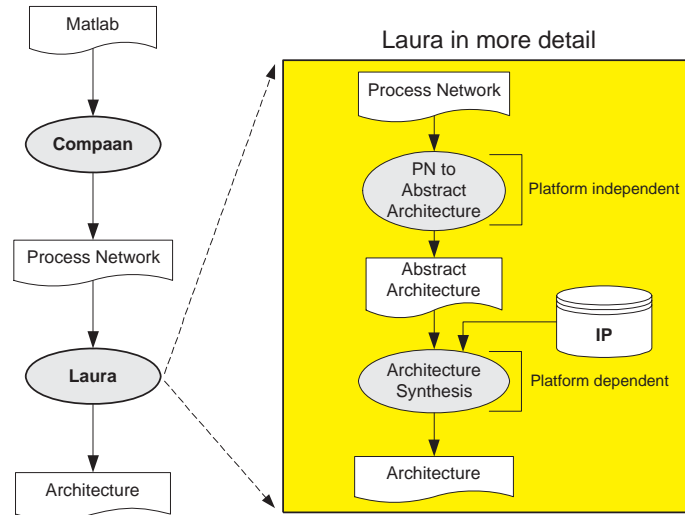 Matlab
Compaan
Process Network
Laura
Architecture
Laura in more detail
Process Network
PN to
Abstract
Architecture
Platform independent
Abstract
Architecture
IP
Architecture
Synthesis
Platform dependent
Architecture